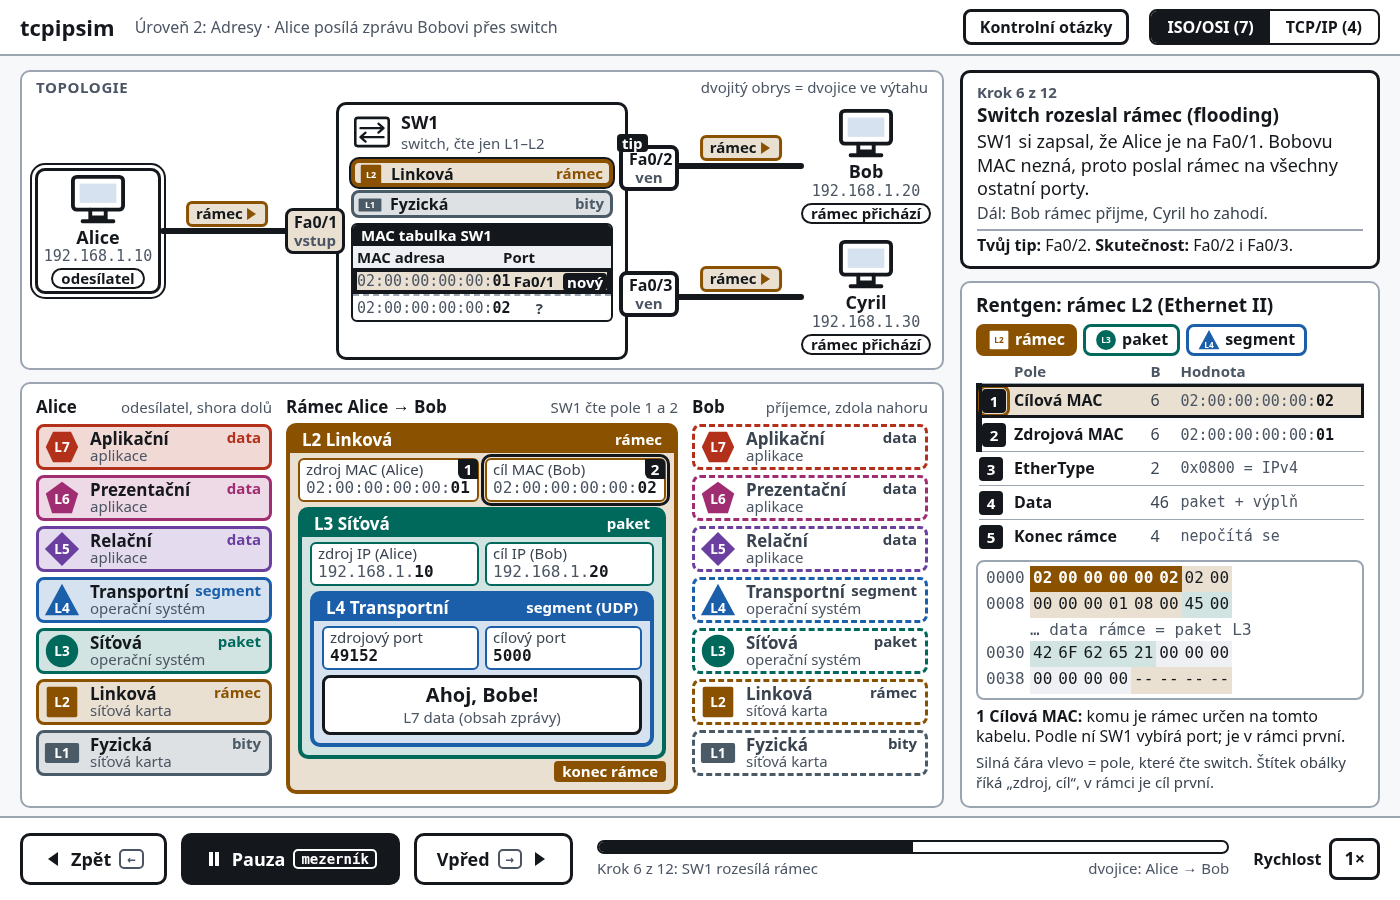 tcpipsim
Úroveň 2: Adresy · Alice posílá zprávu Bobovi přes switch
Kontrolní otázky
ISO/OSI (7)
TCP/IP (4)
TOPOLOGIE
dvojitý obrys = dvojice ve výtahu
Alice
192.168.1.10
odesílatel
rámec
Fa0/1
vstup
SW1
switch, čte jen L1–L2
L2 Linková rámec
L1 Fyzická bity
MAC tabulka SW1
MAC adresa Port
02:00:00:00:00:01 Fa0/1 nový
02:00:00:00:00:02 ?
tip
Fa0/2
ven
rámec
Bob
192.168.1.20
rámec přichází
Fa0/3
ven
rámec
Cyril
192.168.1.30
rámec přichází
Krok 6 z 12
Switch rozeslal rámec (flooding)
SW1 si zapsal, že Alice je na Fa0/1. Bobovu
MAC nezná, proto poslal rámec na všechny
ostatní porty.
Dál: Bob rámec přijme, Cyril ho zahodí.
Tvůj tip: Fa0/2. Skutečnost: Fa0/2 i Fa0/3.
Alice odesílatel, shora dolů
L7 Aplikační data
aplikace
L6 Prezentační data
aplikace
L5 Relační data
aplikace
L4 Transportní segment
operační systém
L3 Síťová paket
operační systém
L2 Linková rámec
síťová karta
L1 Fyzická bity
síťová karta
Rámec Alice → Bob SW1 čte pole 1 a 2
L2 Linková rámec
zdroj MAC (Alice) 1
02:00:00:00:00:01
cíl MAC (Bob) 2
02:00:00:00:00:02
L3 Síťová paket
zdroj IP (Alice)
192.168.1.10
cíl IP (Bob)
192.168.1.20
L4 Transportní segment (UDP)
zdrojový port
49152
cílový port
5000
Ahoj, Bobe!
L7 data (obsah zprávy)
konec rámce
Bob příjemce, zdola nahoru
L7 Aplikační data
aplikace
L6 Prezentační data
aplikace
L5 Relační data
aplikace
L4 Transportní segment
operační systém
L3 Síťová paket
operační systém
L2 Linková rámec
síťová karta
L1 Fyzická bity
síťová karta
Rentgen: rámec L2 (Ethernet II)
L2 rámec
L3 paket
L4 segment
Pole B Hodnota
1 Cílová MAC 6 02:00:00:00:00:02
2 Zdrojová MAC 6 02:00:00:00:00:01
3 EtherType 2 0x0800 = IPv4
4 Data 46 paket + výplň
5 Konec rámce 4 nepočítá se
0000 02 00 00 00 00 02 02 00
0008 00 00 00 01 08 00 45 00
… data rámce = paket L3
0030 42 6F 62 65 21 00 00 00
0038 00 00 00 00 -- -- -- --
1 Cílová MAC: komu je rámec určen na tomto
kabelu. Podle ní SW1 vybírá port; je v rámci první.
Silná čára vlevo = pole, které čte switch. Štítek obálky
říká „zdroj, cíl“, v rámci je cíl první.
Zpět ←
Pauza mezerník
Vpřed →
Krok 6 z 12: SW1 rozesílá rámec
dvojice: Alice → Bob
Rychlost 1×